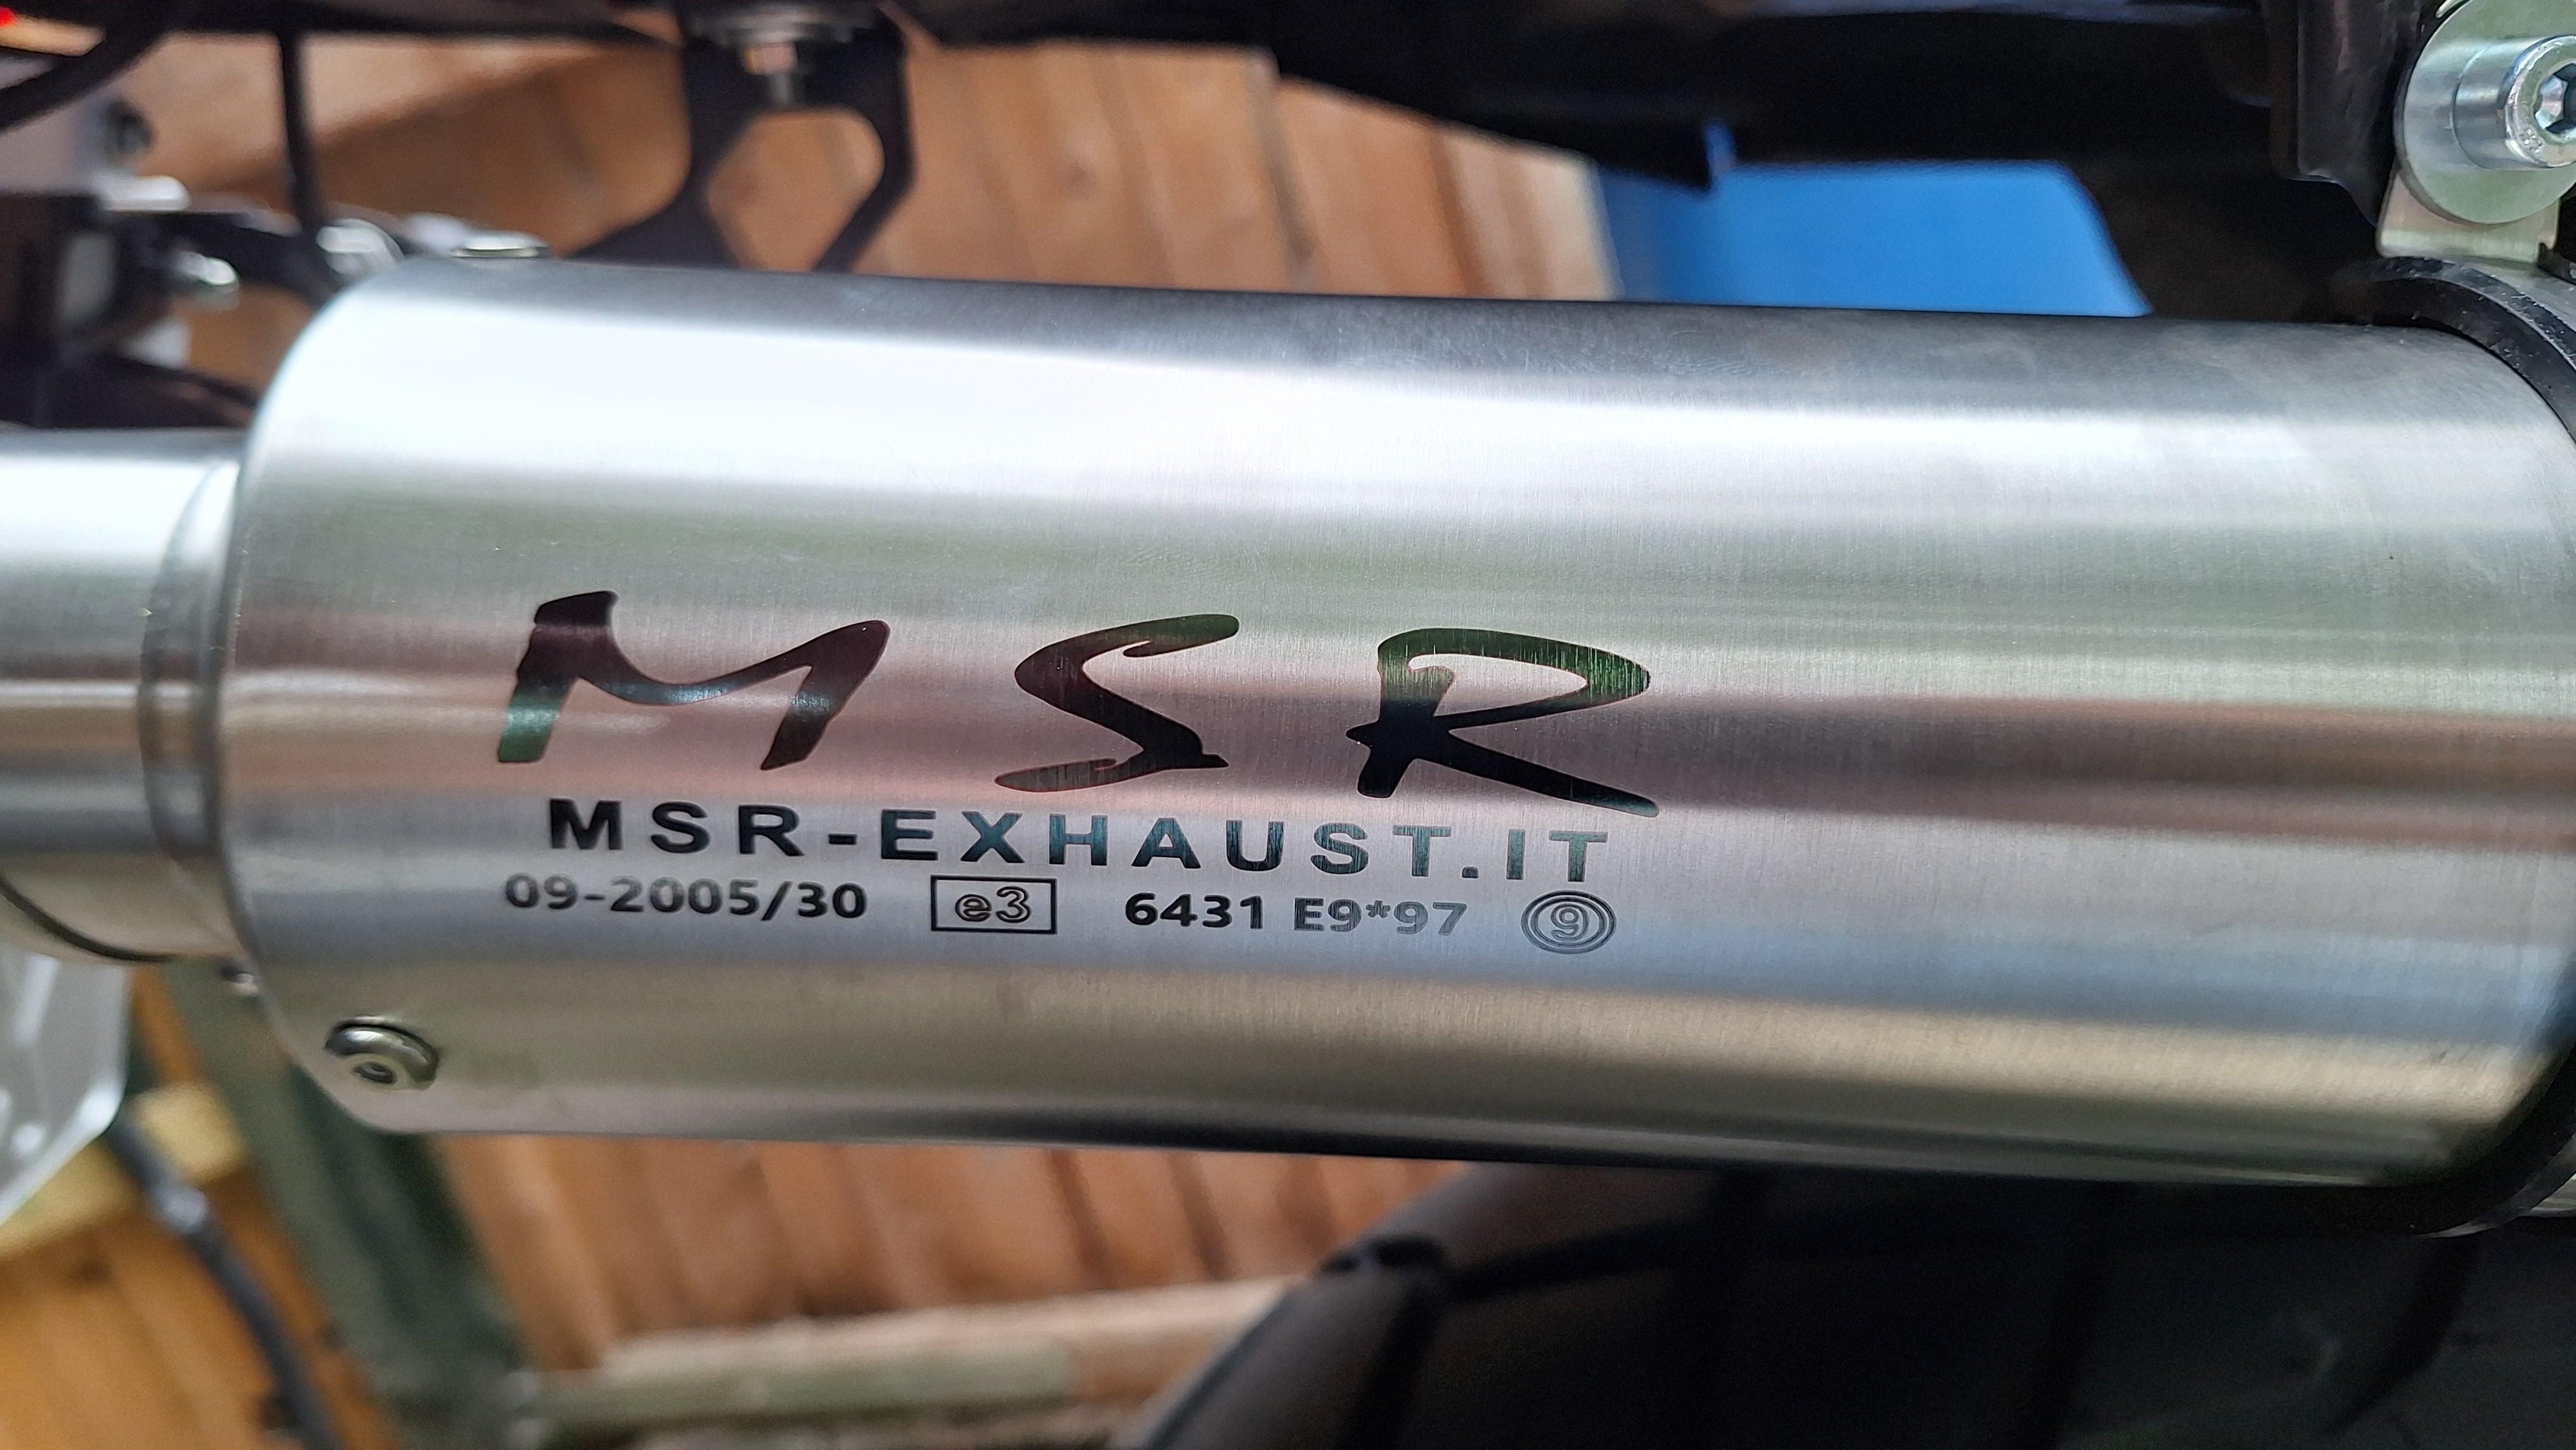 MSR
MSR-EXHAUST.IT
09-2005/30 e3 6431 E9*97 9